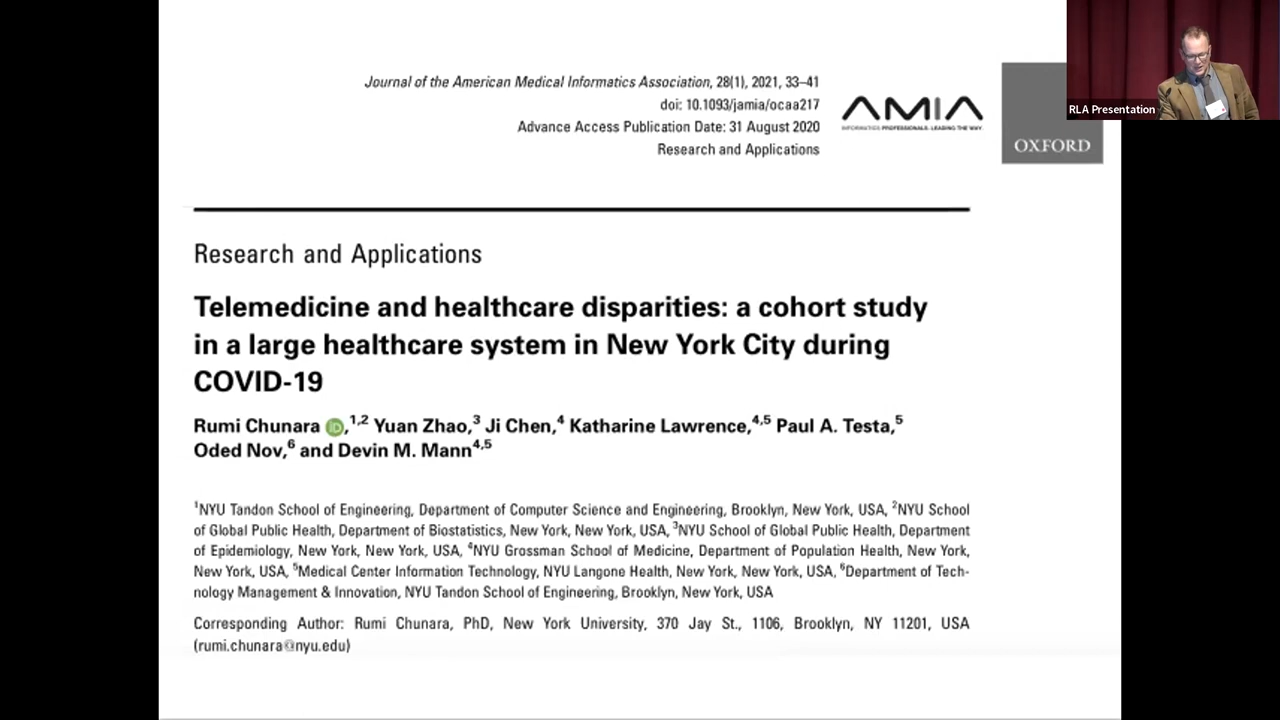 Journal of the American Medical Informatics Association, 28(1), 2021, 33–41
doi: 10.1093/jamia/ocaa217
Advance Access Publication Date: 31 August 2020
Research and Applications
AMIA
INFORMATICS PROFESSIONALS. LEADING THE WAY.
OXFORD
RLA Presentation
Research and Applications
Telemedicine and healthcare disparities: a cohort study
in a large healthcare system in New York City during
COVID-19
Rumi Chunara iD,1,2 Yuan Zhao,3 Ji Chen,4 Katharine Lawrence,4,5 Paul A. Testa,5
Oded Nov,6 and Devin M. Mann4,5
1NYU Tandon School of Engineering, Department of Computer Science and Engineering, Brooklyn, New York, USA, 2NYU School
of Global Public Health, Department of Biostatistics, New York, New York, USA, 3NYU School of Global Public Health, Department
of Epidemiology, New York, New York, USA, 4NYU Grossman School of Medicine, Department of Population Health, New York,
New York, USA, 5Medical Center Information Technology, NYU Langone Health, New York, New York, USA, 6Department of Tech-
nology Management & Innovation, NYU Tandon School of Engineering, Brooklyn, New York, USA
Corresponding Author: Rumi Chunara, PhD, New York University, 370 Jay St., 1106, Brooklyn, NY 11201, USA
(rumi.chunara@nyu.edu)